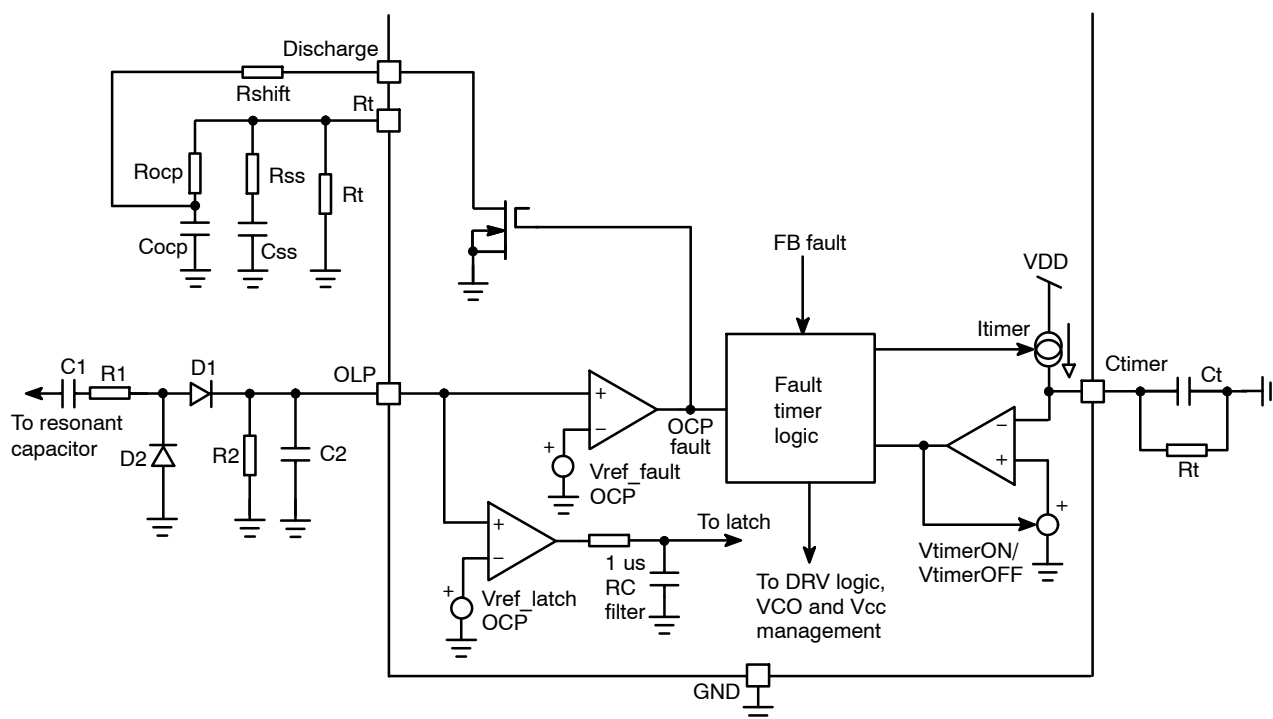 Discharge
Rshift
Rt
Rocp
Rss
Rt
Cocp
Css
FB fault
VDD
Itimer
Ctimer
Ct
Rt
C1
R1
D1
OLP
To resonant
capacitor
D2
R2
C2
+
−
+
Vref_fault
OCP
OCP
fault
Fault
timer
logic
−
+
+
VtimerON/
VtimerOFF
+
−
+
Vref_latch
OCP
1 us
RC
filter
To latch
To DRV logic,
VCO and Vcc
management
GND